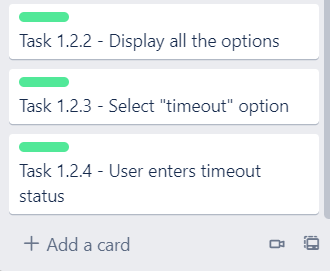 Task 1.2.2 - Display all the options
Task 1.2.3 - Select "timeout" option
Task 1.2.4 - User enters timeout
status
+ Add a card